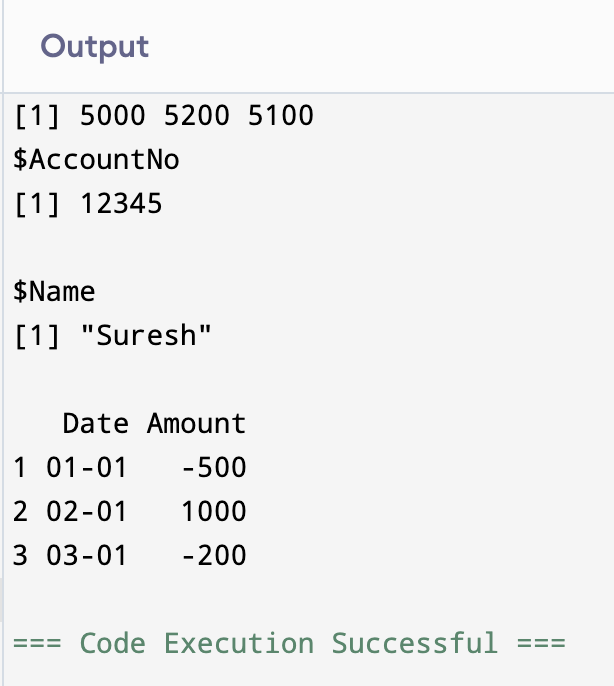 Output
[1] 5000 5200 5100
$AccountNo
[1] 12345
$Name
[1] "Suresh"
Date Amount
1 01-01 -500
2 02-01 1000
3 03-01 -200
=== Code Execution Successful ===